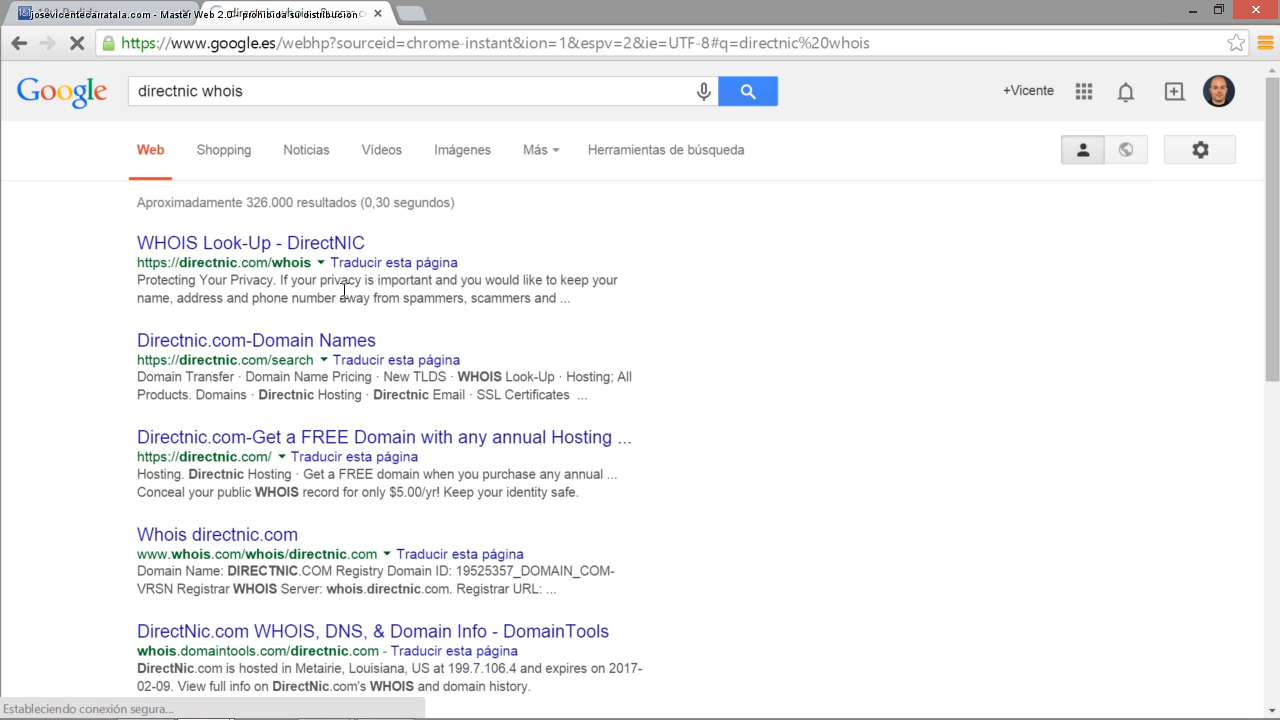 josevicentecarratala.com - Master Web 2.0 profitindia distribution
https://www.google.es/webhp?sourceid=chrome-instant&ion=1&espv=2&ie=UTF-8#q=directnic%20whois
Google
directnic whois
+Vicente
Web
Shopping
Noticias
Vídeos
Imágenes
Más
Herramientas de búsqueda
Aproximadamente 326.000 resultados (0,30 segundos)
WHOIS Look-Up - DirectNIC
https://directnic.com/whois Traducir esta página
Protecting Your Privacy. If your privacy is important and you would like to keep your
name, address and phone number away from spammers, scammers and ...
Directnic.com-Domain Names
https://directnic.com/search Traducir esta página
Domain Transfer · Domain Name Pricing · New TLDS · WHOIS Look-Up · Hosting; All
Products. Domains · Directnic Hosting · Directnic Email · SSL Certificates ...
Directnic.com-Get a FREE Domain with any annual Hosting ...
https://directnic.com/ Traducir esta página
Hosting. Directnic Hosting · Get a FREE domain when you purchase any annual ...
Conceal your public WHOIS record for only $5.00/yr! Keep your identity safe.
Whois directnic.com
www.whois.com/whois/directnic.com Traducir esta página
Domain Name: DIRECTNIC.COM Registry Domain ID: 19525357_DOMAIN_COM-
VRSN Registrar WHOIS Server: whois.directnic.com. Registrar URL: ...
DirectNic.com WHOIS, DNS, & Domain Info - DomainTools
whois.domaintools.com/directnic.com - Traducir esta página
DirectNic.com is hosted in Metairie, Louisiana, US at 199.7.106.4 and expires on 2017-
02-09. View full info on DirectNic.com's WHOIS and domain history.
Estableciendo conexión segura...